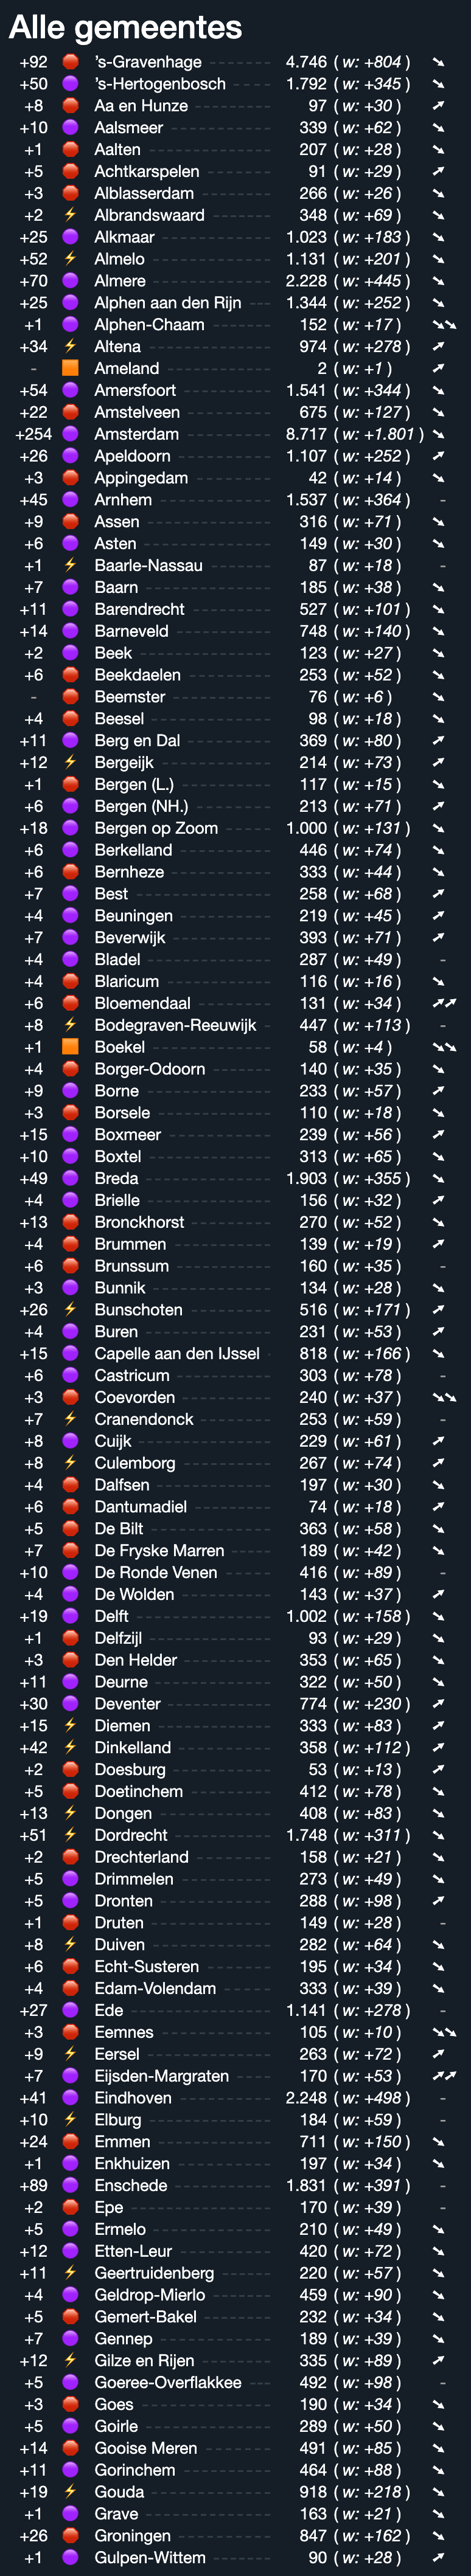 Alle gemeentes
+92 's-Gravenhage 4.746 ( w: +804 )
+50 's-Hertogenbosch 1.792 ( w: +345 )
+8 Aa en Hunze 97 ( w: +30 )
+10 Aalsmeer 339 ( w: +62 )
+1 Aalten 207 ( w: +28 )
+5 Achtkarspelen 91 ( w: +29 )
+3 Alblasserdam 266 ( w: +26 )
+2 Albrandswaard 348 ( w: +69 )
+25 Alkmaar 1.023 ( w: +183 )
+52 Almelo 1.131 ( w: +201 )
+70 Almere 2.228 ( w: +445 )
+25 Alphen aan den Rijn 1.344 ( w: +252 )
+1 Alphen-Chaam 152 ( w: +17 )
+34 Altena 974 ( w: +278 )
- Ameland 2 ( w: +1 )
+54 Amersfoort 1.541 ( w: +344 )
+22 Amstelveen 675 ( w: +127 )
+254 Amsterdam 8.717 ( w: +1.801 )
+26 Apeldoorn 1.107 ( w: +252 )
+3 Appingedam 42 ( w: +14 )
+45 Arnhem 1.537 ( w: +364 ) -
+9 Assen 316 ( w: +71 )
+6 Asten 149 ( w: +30 )
+1 Baarle-Nassau 87 ( w: +18 ) -
+7 Baarn 185 ( w: +38 )
+11 Barendrecht 527 ( w: +101 )
+14 Barneveld 748 ( w: +140 )
+2 Beek 123 ( w: +27 )
+6 Beekdaelen 253 ( w: +52 )
- Beemster 76 ( w: +6 )
+4 Beesel 98 ( w: +18 )
+11 Berg en Dal 369 ( w: +80 )
+12 Bergeijk 214 ( w: +73 )
+1 Bergen (L.) 117 ( w: +15 )
+6 Bergen (NH.) 213 ( w: +71 )
+18 Bergen op Zoom 1.000 ( w: +131 )
+6 Berkelland 446 ( w: +74 )
+6 Bernheze 333 ( w: +44 )
+7 Best 258 ( w: +68 )
+4 Beuningen 219 ( w: +45 )
+7 Beverwijk 393 ( w: +71 )
+4 Bladel 287 ( w: +49 ) -
+4 Blaricum 116 ( w: +16 )
+6 Bloemendaal 131 ( w: +34 )
+8 Bodegraven-Reeuwijk 447 ( w: +113 ) -
+1 Boekel 58 ( w: +4 )
+4 Borger-Odoorn 140 ( w: +35 )
+9 Borne 233 ( w: +57 )
+3 Borsele 110 ( w: +18 )
+15 Boxmeer 239 ( w: +56 )
+10 Boxtel 313 ( w: +65 )
+49 Breda 1.903 ( w: +355 )
+4 Brielle 156 ( w: +32 )
+13 Bronckhorst 270 ( w: +52 )
+4 Brummen 139 ( w: +19 )
+6 Brunssum 160 ( w: +35 ) -
+3 Bunnik 134 ( w: +28 )
+26 Bunschoten 516 ( w: +171 )
+4 Buren 231 ( w: +53 )
+15 Capelle aan den IJssel 818 ( w: +166 )
+6 Castricum 303 ( w: +78 ) -
+3 Coevorden 240 ( w: +37 )
+7 Cranendonck 253 ( w: +59 ) -
+8 Cuijk 229 ( w: +61 )
+8 Culemborg 267 ( w: +74 )
+4 Dalfsen 197 ( w: +30 )
+6 Dantumadiel 74 ( w: +18 )
+5 De Bilt 363 ( w: +58 )
+7 De Fryske Marren 189 ( w: +42 )
+10 De Ronde Venen 416 ( w: +89 ) -
+4 De Wolden 143 ( w: +37 )
+19 Delft 1.002 ( w: +158 )
+1 Delfzijl 93 ( w: +29 )
+3 Den Helder 353 ( w: +65 )
+11 Deurne 322 ( w: +50 )
+30 Deventer 774 ( w: +230 )
+15 Diemen 333 ( w: +83 )
+42 Dinkelland 358 ( w: +112 )
+2 Doesburg 53 ( w: +13 )
+5 Doetinchem 412 ( w: +78 )
+13 Dongen 408 ( w: +83 )
+51 Dordrecht 1.748 ( w: +311 )
+2 Drechterland 158 ( w: +21 )
+5 Drimmelen 273 ( w: +49 )
+5 Dronten 288 ( w: +98 )
+1 Druten 149 ( w: +28 ) -
+8 Duiven 282 ( w: +64 )
+6 Echt-Susteren 195 ( w: +34 )
+4 Edam-Volendam 333 ( w: +39 )
+27 Ede 1.141 ( w: +278 ) -
+3 Eemnes 105 ( w: +10 )
+9 Eersel 263 ( w: +72 )
+7 Eijsden-Margraten 170 ( w: +53 )
+41 Eindhoven 2.248 ( w: +498 ) -
+10 Elburg 184 ( w: +59 ) -
+24 Emmen 711 ( w: +150 )
+1 Enkhuizen 197 ( w: +34 )
+89 Enschede 1.831 ( w: +391 ) -
+2 Epe 170 ( w: +39 ) -
+5 Ermelo 210 ( w: +49 )
+12 Etten-Leur 420 ( w: +72 )
+11 Geertruidenberg 220 ( w: +57 )
+4 Geldrop-Mierlo 459 ( w: +90 )
+5 Gemert-Bakel 232 ( w: +34 )
+7 Gennep 189 ( w: +39 )
+12 Gilze en Rijen 335 ( w: +89 )
+5 Goeree-Overflakkee 492 ( w: +98 ) -
+3 Goes 190 ( w: +34 )
+5 Goirle 289 ( w: +50 )
+14 Gooise Meren 491 ( w: +85 )
+11 Gorinchem 464 ( w: +88 )
+19 Gouda 918 ( w: +218 )
+1 Grave 163 ( w: +21 )
+26 Groningen 847 ( w: +162 )
+1 Gulpen-Wittem 90 ( w: +28 )